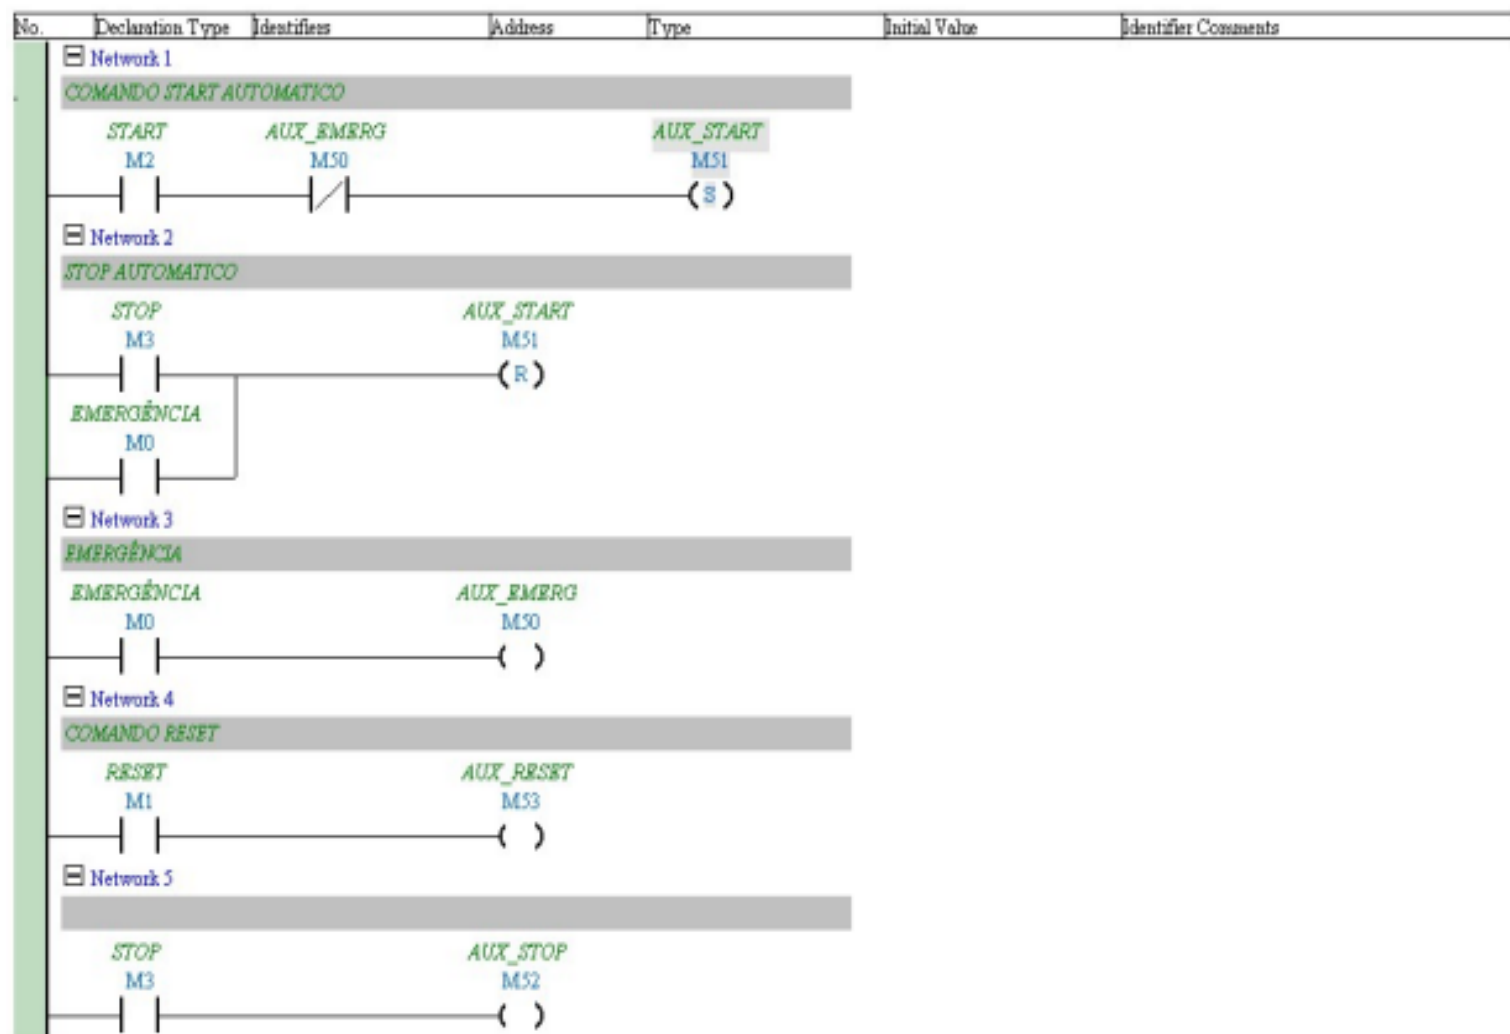 No. Declaration Type Identifiers Address Type Initial Value Identifier Comments
Network 1
COMANDO START AUTOMATICO
START AUX_EMERG AUX_START
M2 M50 M51
S
Network 2
STOP AUTOMATICO
STOP AUX_START
M3 M51
R
EMERGÊNCIA
M0
Network 3
EMERGÊNCIA
EMERGÊNCIA AUX_EMERG
M0 M50
Network 4
COMANDO RESET
RESET AUX_RESET
M1 M53
Network 5
STOP AUX_STOP
M3 M52